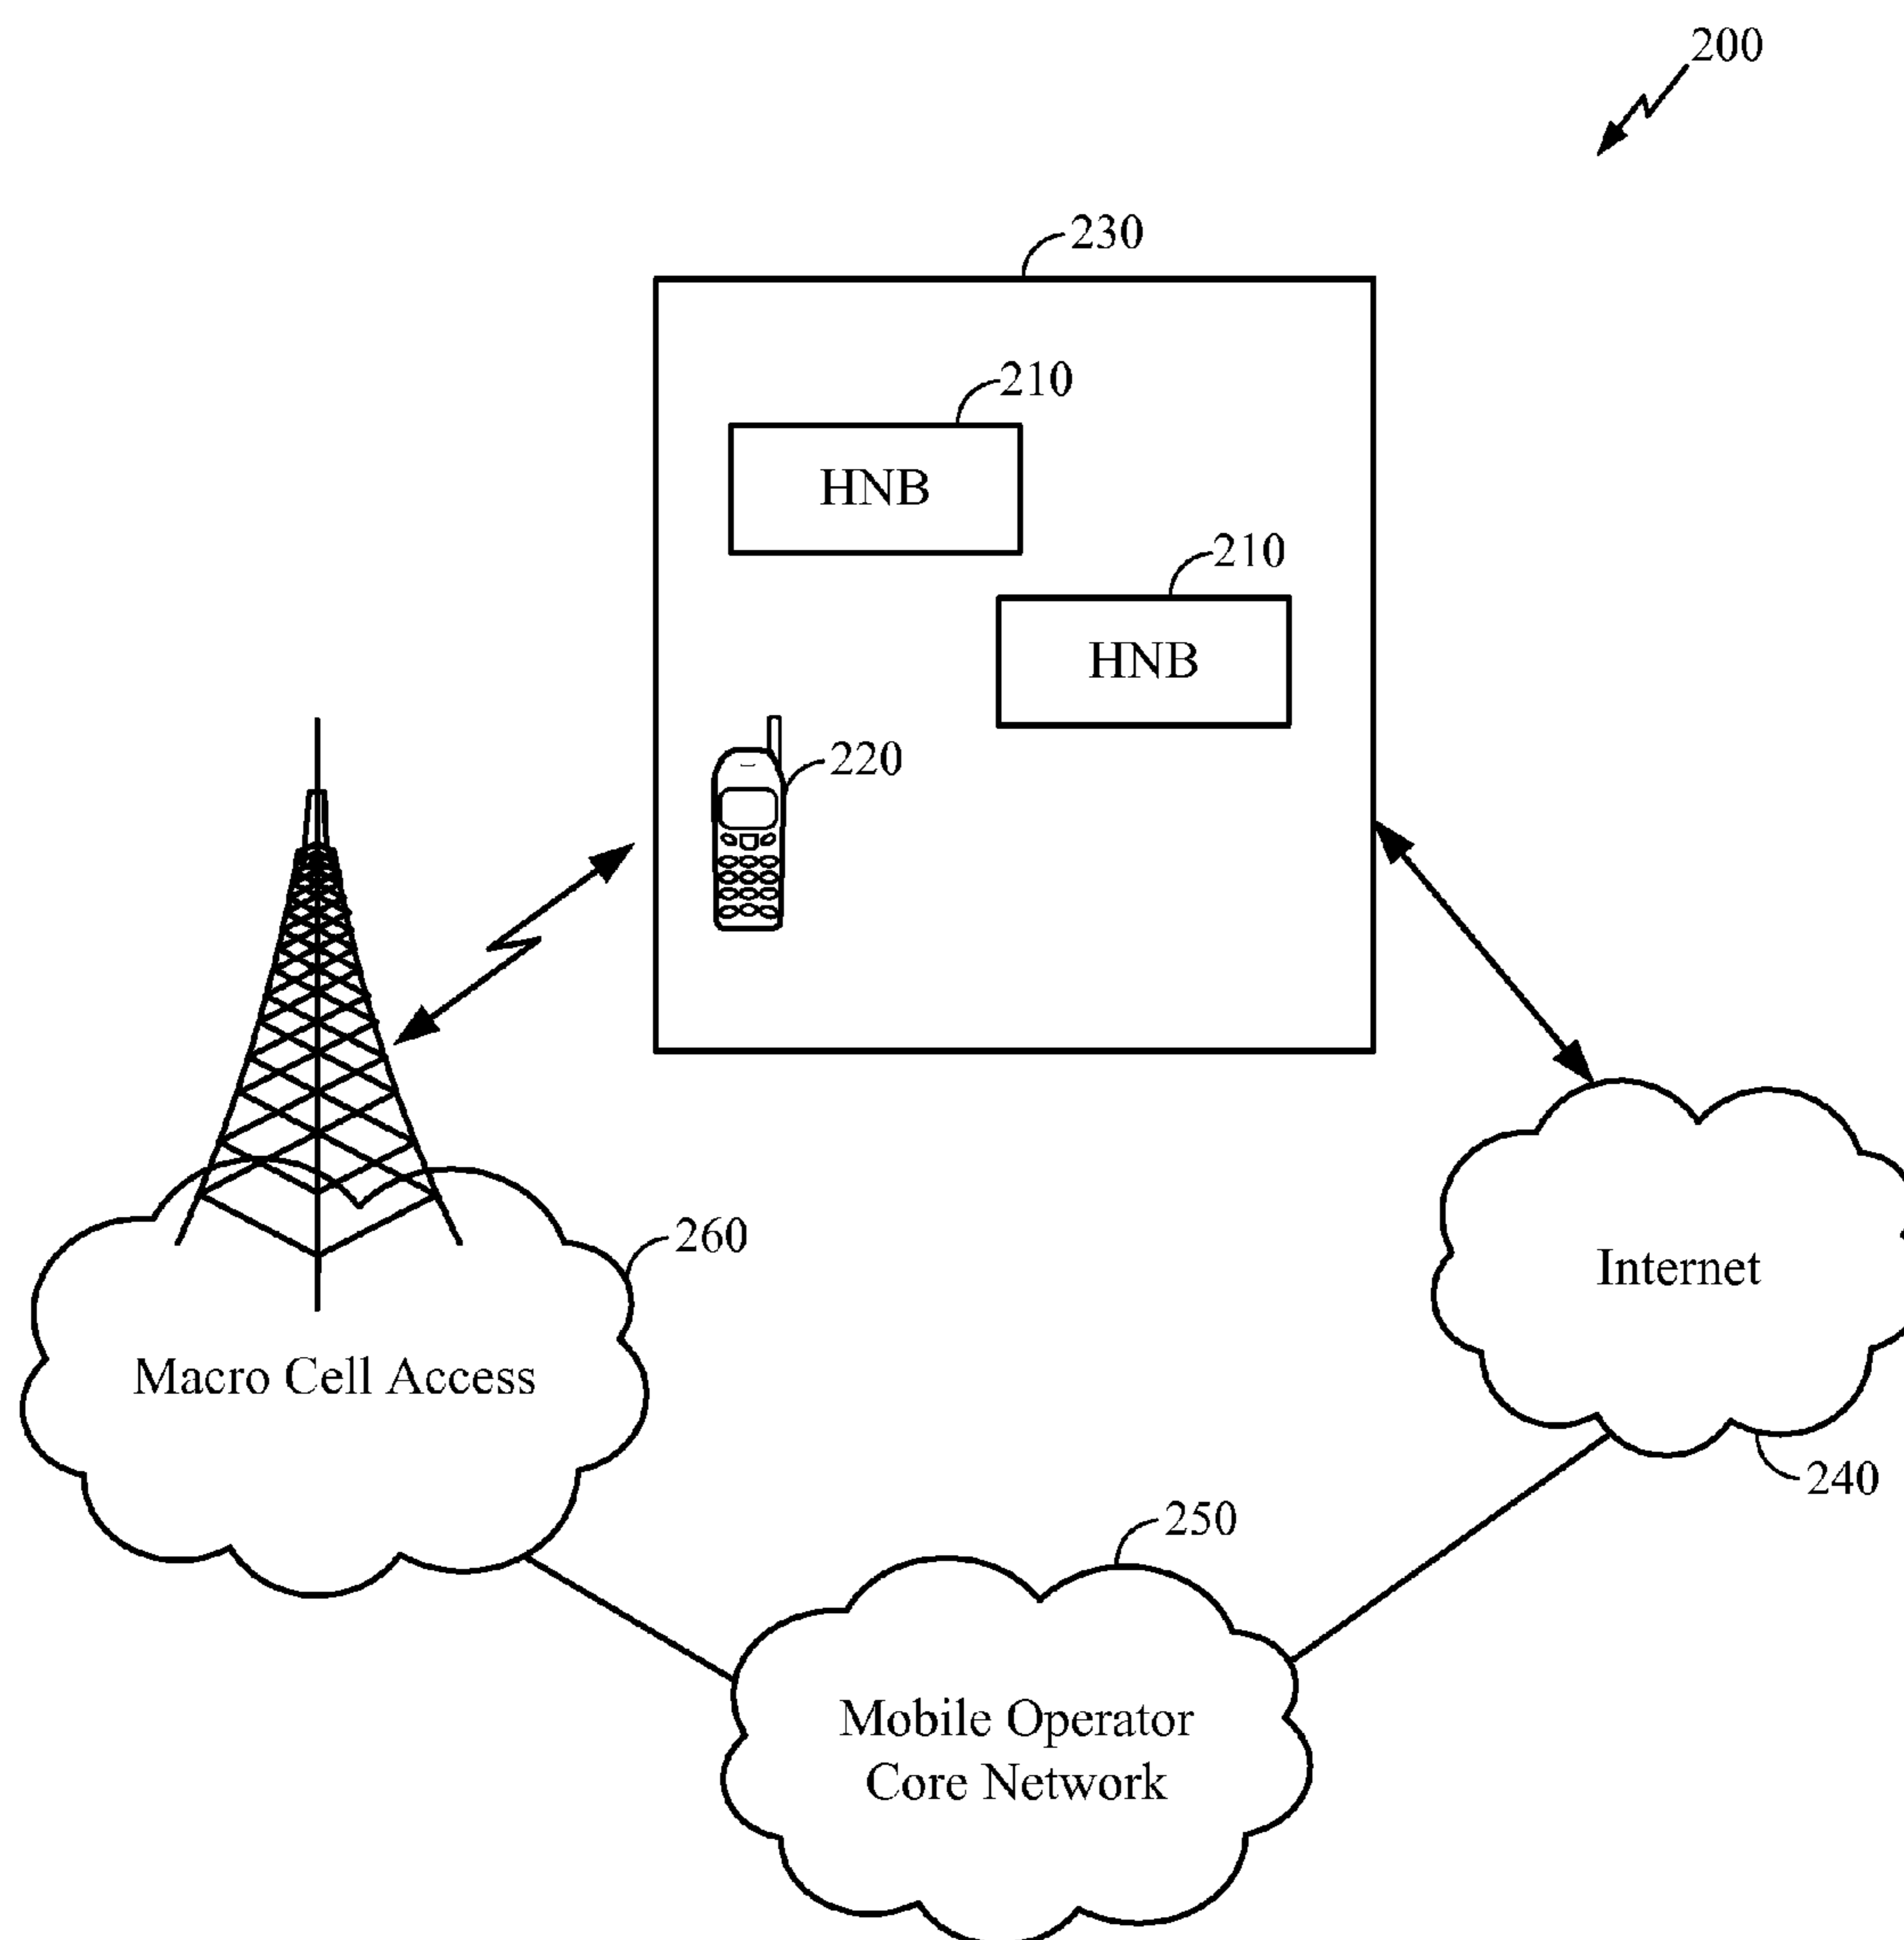 200
230
210
HNB
210
HNB
220
260
Internet
Macro Cell Access
240
250
Mobile Operator
Core Network